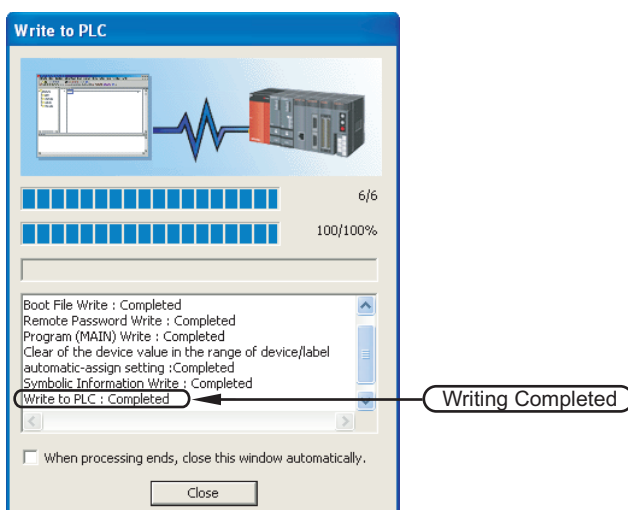 Write to PLC
6/6
100/100%
Boot File Write : Completed
Remote Password Write : Completed
Program (MAIN) Write : Completed
Clear of the device value in the range of device/label
automatic-assign setting :Completed
Symbolic Information Write : Completed
Write to PLC : Completed
Writing Completed
When processing ends, close this window automatically.
Close